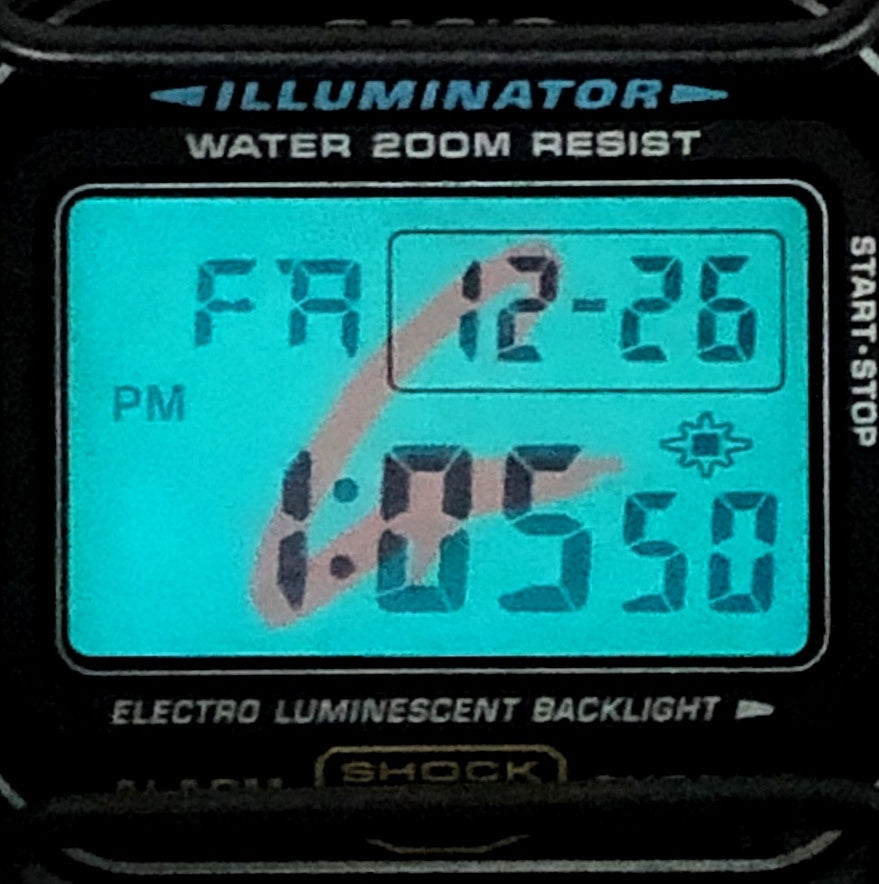 ILLUMINATOR
WATER 200M RESIST
FR 12-26
PM
1:05 50
START·STOP
ELECTRO LUMINESCENT BACKLIGHT
SHOCK